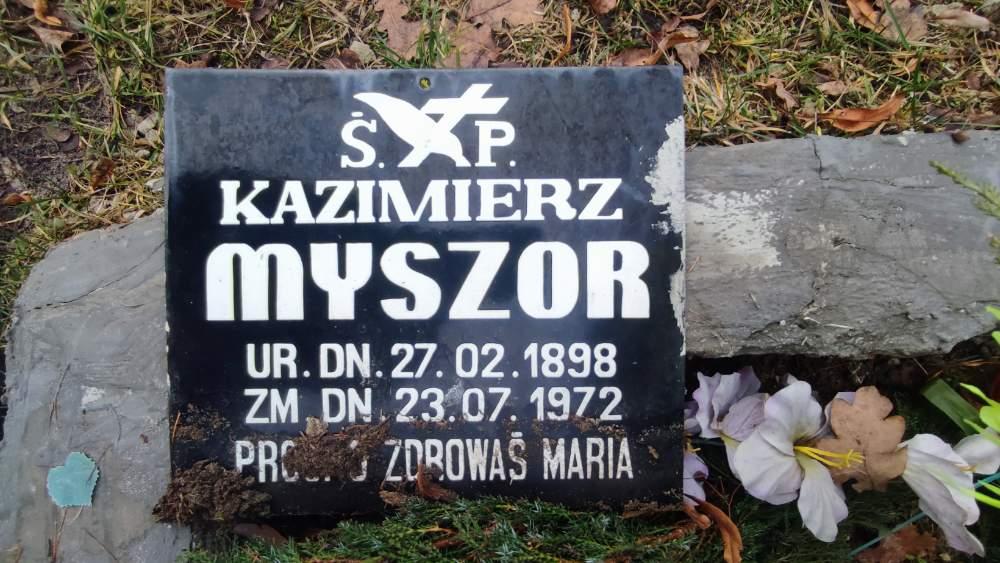 Ś. P.
KAZIMIERZ
MYSZOR
UR. DN. 27.02.1898
ZM DN. 23.07.1972
ZDROWAŚ MARIA